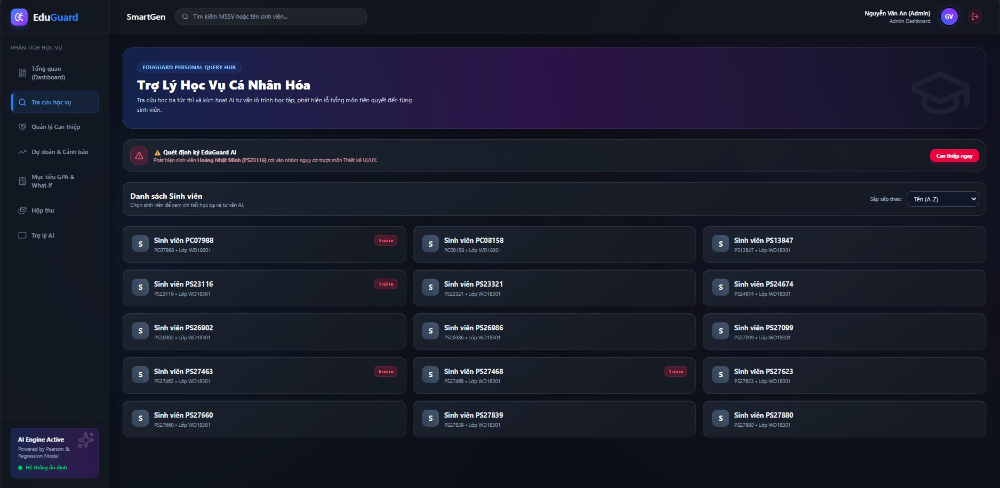 EduGuard
SmartGen
Tìm kiếm MSSV hoặc tên sinh viên...
Nguyễn Văn An (Admin)
Admin Dashboard
GV
PHÂN TÍCH HỌC VỤ
Tổng quan
(Dashboard)
Tra cứu học vụ
Quản lý Can thiệp
Dự đoán & Cảnh báo
Mục tiêu GPA &
What-if
Hộp thư
Trợ lý AI
AI Engine Active
Powered by Pearson &
Regression Model
Hệ thống ổn định
EDUGUARD PERSONAL QUERY HUB
Trợ Lý Học Vụ Cá Nhân Hóa
Tra cứu học bạ tức thì và kích hoạt AI tư vấn lộ trình học tập, phát hiện lỗ hổng môn tiên quyết đến từng
sinh viên.
⚠️ Quét định kỳ EduGuard AI
Phát hiện sinh viên Hoàng Nhật Minh (PS23116) rơi vào nhóm nguy cơ trượt môn Thiết kế UI/UX.
Can thiệp ngay
Danh sách Sinh viên
Chọn sinh viên để xem chi tiết học bạ và tư vấn AI.
Sắp xếp theo:
Tên (A-Z)
S
Sinh viên PC07988
PC07988 • Lớp WD18301
4 rủi ro
S
Sinh viên PC08158
PC08158 • Lớp WD18301
S
Sinh viên PS13847
PS13847 • Lớp WD18301
S
Sinh viên PS23116
PS23116 • Lớp WD18301
1 rủi ro
S
Sinh viên PS23321
PS23321 • Lớp WD18301
S
Sinh viên PS24674
PS24674 • Lớp WD18301
S
Sinh viên PS26902
PS26902 • Lớp WD18301
S
Sinh viên PS26986
PS26986 • Lớp WD18301
S
Sinh viên PS27099
PS27099 • Lớp WD18301
S
Sinh viên PS27463
PS27463 • Lớp WD18301
6 rủi ro
S
Sinh viên PS27468
PS27468 • Lớp WD18301
1 rủi ro
S
Sinh viên PS27623
PS27623 • Lớp WD18301
S
Sinh viên PS27660
PS27660 • Lớp WD18301
S
Sinh viên PS27839
PS27839 • Lớp WD18301
S
Sinh viên PS27880
PS27880 • Lớp WD18301